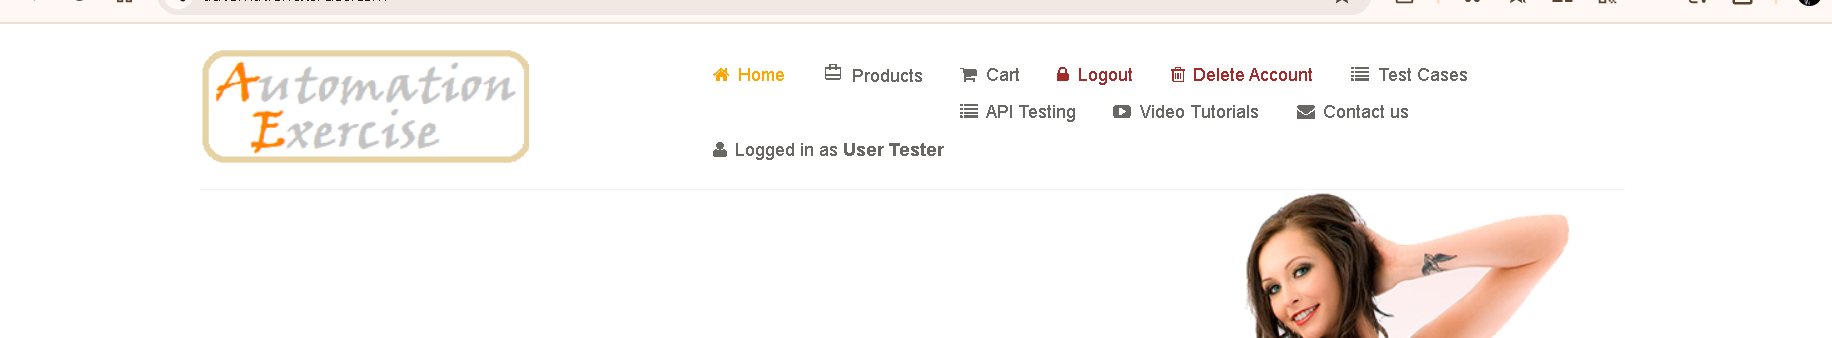 Automation
Exercise
Home Products Cart Logout Delete Account Test Cases
API Testing Video Tutorials Contact us
Logged in as User Tester